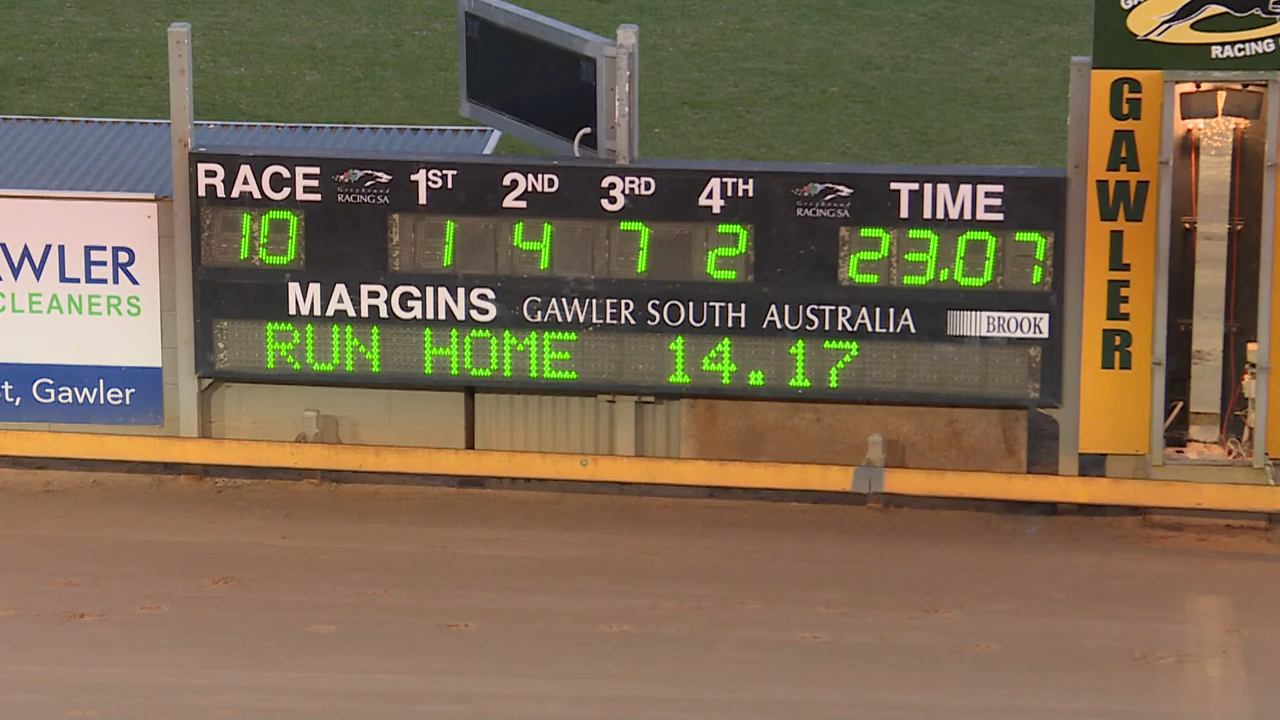 RACING
RACE 1ST 2ND 3RD 4TH TIME
Greyhound RACING SA Greyhound RACING SA
10 1 4 7 2 23.07
MARGINS GAWLER SOUTH AUSTRALIA BROOK
RUN HOME 14.17
AWLER
CLEANERS
t, Gawler
GAWLER